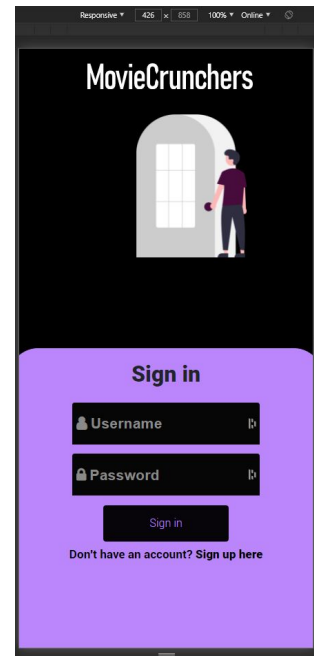 Responsive ▼ 426 × 858 100% ▼ Online ▼
MovieCrunchers
Sign in
Username
Password
Sign in
Don't have an account? Sign up here